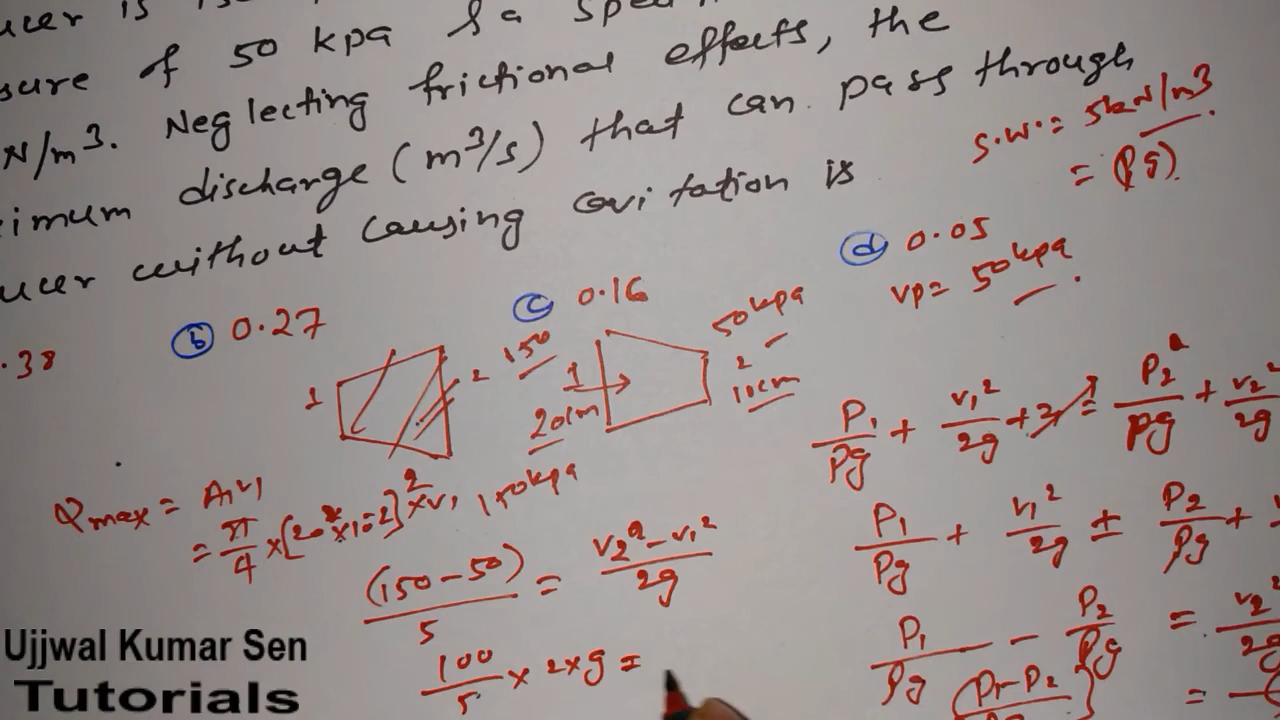 sure of 50 kpa & a
N/m3. Neglecting frictional effects, the
imum discharge (m3/s) that can pass through
ucer without causing cavitation is
S.W. = 5kN/m3
= (ρg).
.38
(b) 0.27
(c) 0.16
(d) 0.05
vp = 50kpa
1
2
150
1
20cm
50kpa
2
10cm
150kpa
Qmax = A1v1
= π/4 × [20 × 10-2]2 × v1
(150-50)/5 = (v22 - v12)/2g
100/5 × 2 × g =
P1/ρg + v12/2g + z = P2/ρg + v22/2g
P1/ρg + v12/2g = P2/ρg +
P1/ρg - P2/ρg = v22/2g
(P1-P2) =
Ujjwal Kumar Sen
Tutorials